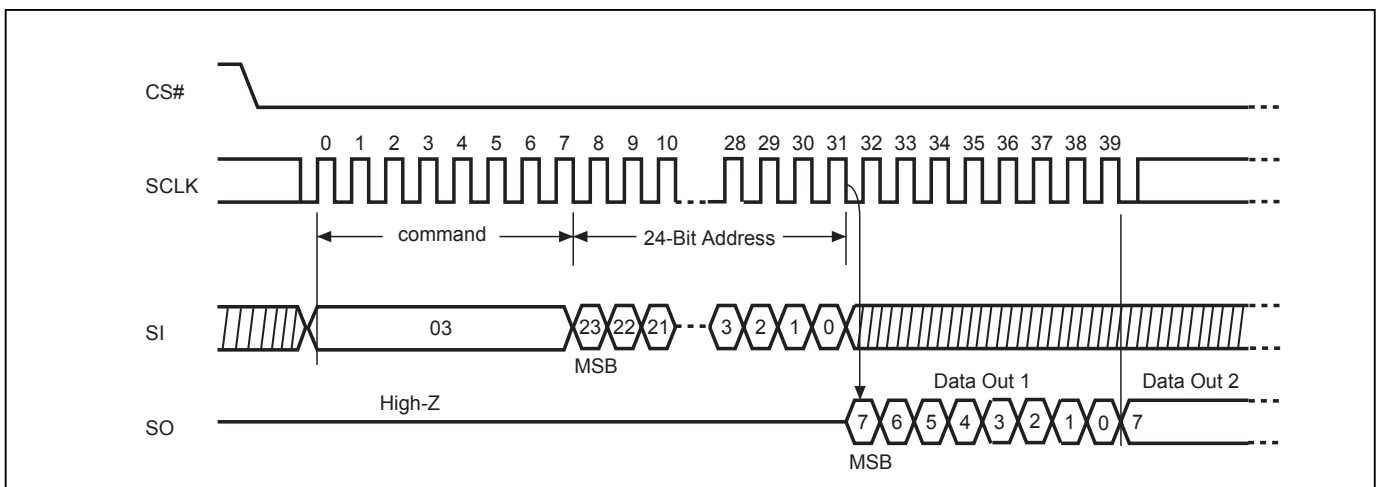 CS#
0 1 2 3 4 5 6 7 8 9 10 28 29 30 31 32 33 34 35 36 37 38 39
SCLK
command 24-Bit Address
SI 03 23 22 21 3 2 1 0
MSB
Data Out 1 Data Out 2
High-Z
SO 7 6 5 4 3 2 1 0 7
MSB